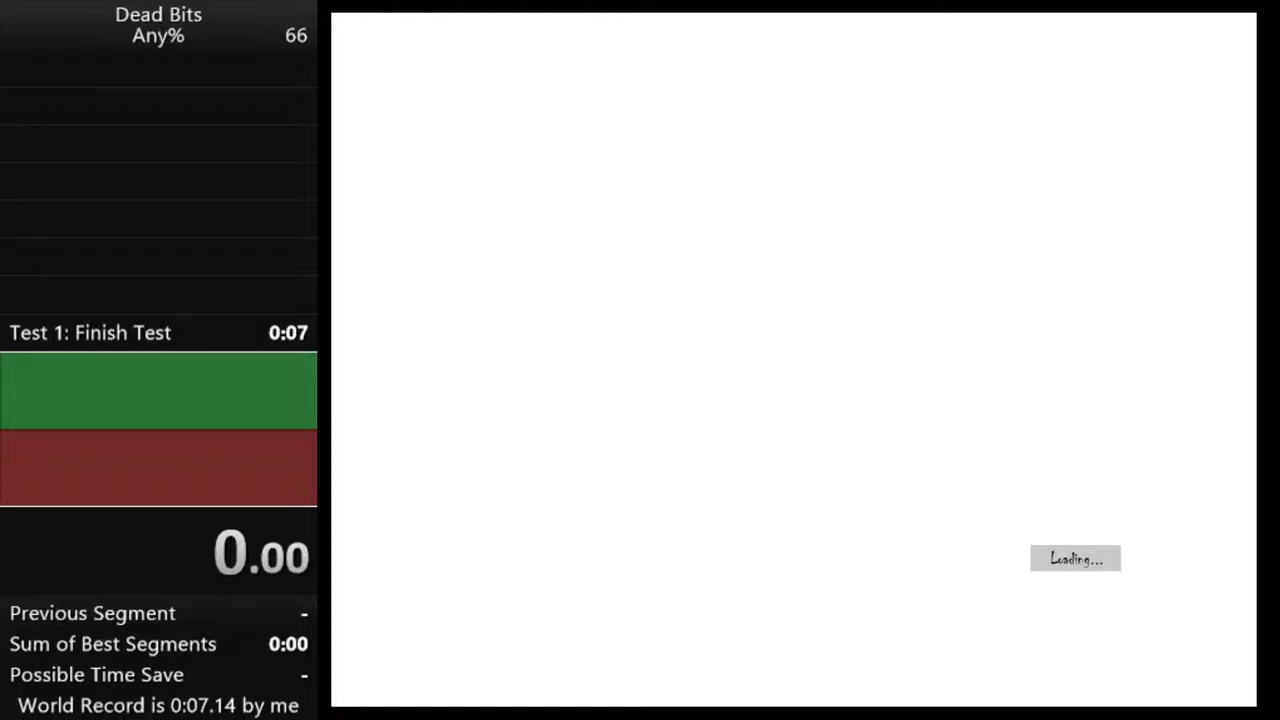 Dead Bits
Any% 66
Test 1: Finish Test 0:07
0.00
Loading...
Previous Segment -
Sum of Best Segments 0:00
Possible Time Save -
World Record is 0:07.14 by me